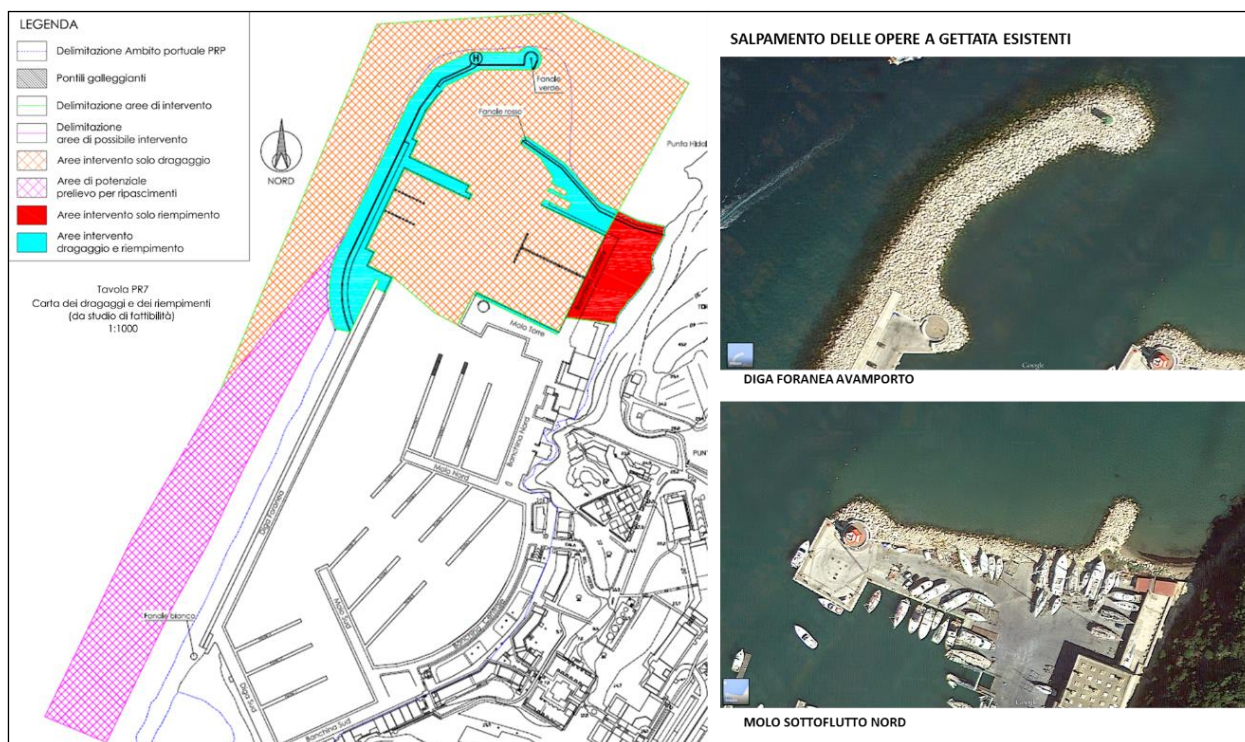 LEGENDA
Delimitazione Ambito portuale PRP
Pontili galleggianti
Delimitazione aree di intervento
Delimitazione
aree di possibile intervento
Aree intervento solo dragaggio
Aree di potenziale
prelievo per ripascimenti
Aree intervento solo riempimento
Aree intervento
dragaggio e riempimento
Tavola PR7
Carta dei dragaggi e dei riempimenti
(da studio di fattibilità)
1:1000
NORD
H
Fanale
verde
Fanale rosso
Punta Hidal
Molo Torre
Banchina Nord
Molo Nord
Diga Foranea
Molo Sud
Fanale bianco
Diga Sud
Banchina Sud
PUNT
SALPAMENTO DELLE OPERE A GETTATA ESISTENTI
Google
DIGA FORANEA AVAMPORTO
Google
MOLO SOTTOFLUTTO NORD